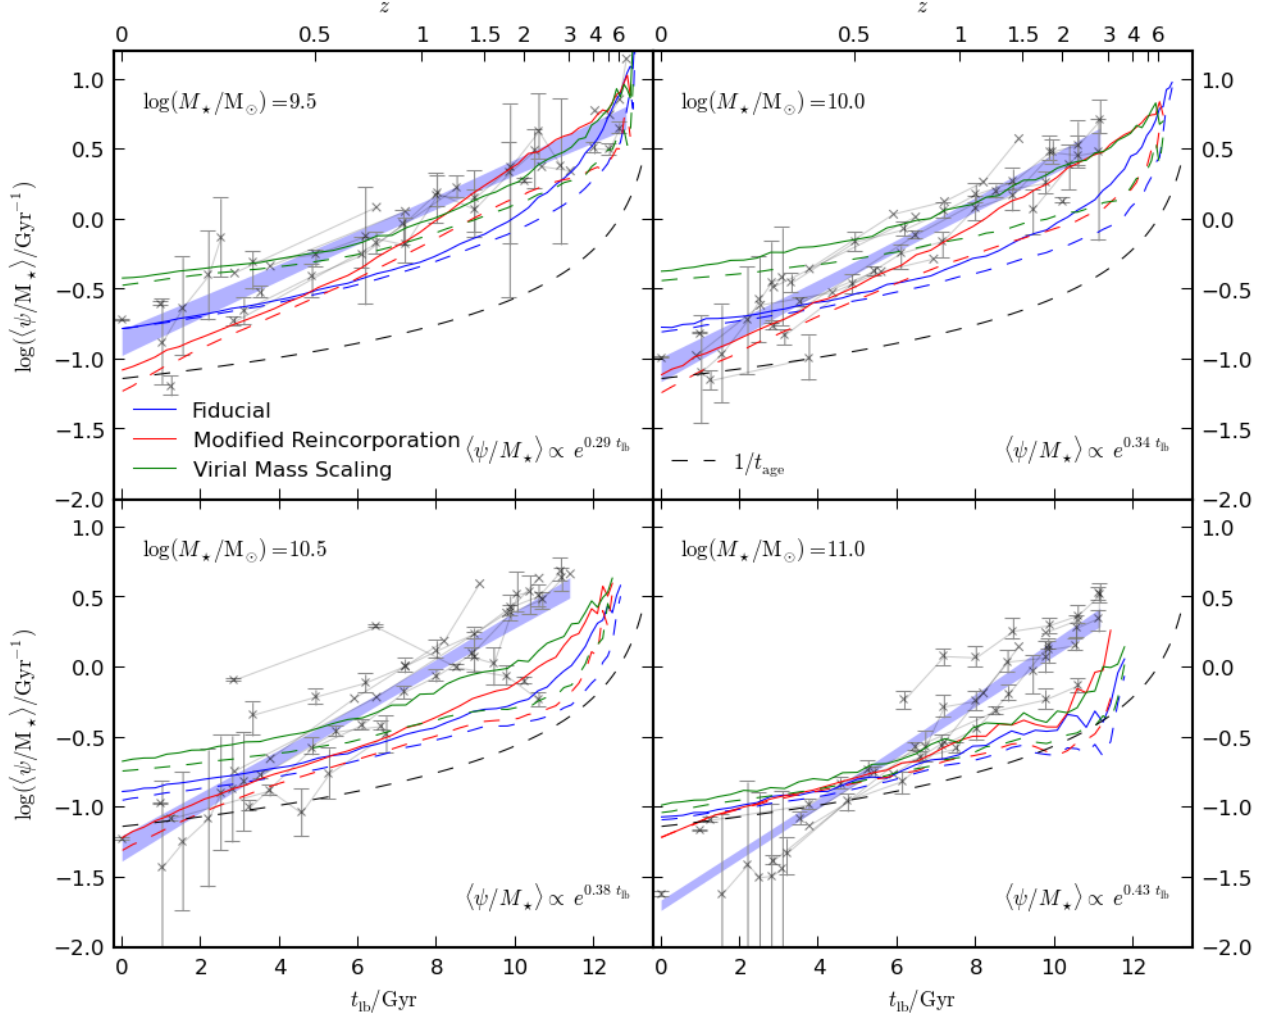 z
z
0 0.5 1 1.5 2 3 4 6
0 0.5 1 1.5 2 3 4 6
log(M⋆/M⊙) =9.5
log(M⋆/M⊙) =10.0
1.0
0.5
0.0
−0.5
−1.0
−1.5
−2.0
log(⟨ψ/M⋆⟩/Gyr⁻¹)
Fiducial
Modified Reincorporation
Virial Mass Scaling
⟨ψ/M⋆⟩ ∝ e^{0.29 t_lb}
1/t_age
⟨ψ/M⋆⟩ ∝ e^{0.34 t_lb}
1.0
0.5
0.0
−0.5
−1.0
−1.5
−2.0
log(M⋆/M⊙) =10.5
log(M⋆/M⊙) =11.0
1.0
0.5
0.0
−0.5
−1.0
−1.5
−2.0
log(⟨ψ/M⋆⟩/Gyr⁻¹)
⟨ψ/M⋆⟩ ∝ e^{0.38 t_lb}
⟨ψ/M⋆⟩ ∝ e^{0.43 t_lb}
1.0
0.5
0.0
−0.5
−1.0
−1.5
−2.0
0 2 4 6 8 10 12
0 2 4 6 8 10 12
t_lb/Gyr
t_lb/Gyr